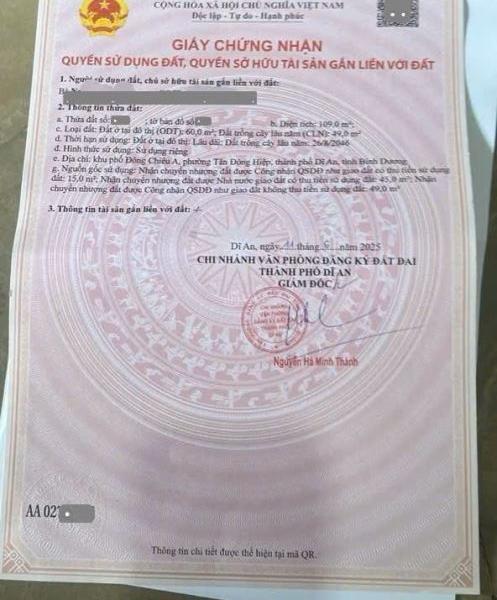 CỘNG HÒA XÃ HỘI CHỦ NGHĨA VIỆT NAM
Độc lập - Tự do - Hạnh phúc
GIẤY CHỨNG NHẬN
QUYỀN SỬ DỤNG ĐẤT, QUYỀN SỞ HỮU TÀI SẢN GẮN LIỀN VỚI ĐẤT
1. Người sử dụng đất, chủ sở hữu tài sản gắn liền với đất:
2. Thông tin thửa đất:
a. Thửa đất số: ; tờ bản đồ số b. Diện tích: 109,0 m²;
c. Loại đất: Đất ở tại đô thị (ODT): 60,0 m²; Đất trồng cây lâu năm (CLN): 49,0 m²
d. Thời hạn sử dụng: Đất ở tại đô thị: Lâu dài; Đất trồng cây lâu năm: 26/8/2046
đ. Hình thức sử dụng: Sử dụng riêng
e. Địa chỉ: khu phố Đông Chiêu A, phường Tân Đông Hiệp, thành phố Dĩ An, tỉnh Bình Dương.
g. Nguồn gốc sử dụng: Nhận chuyển nhượng đất được Công nhận QSDĐ như giao đất có thu tiền sử dụng
đất: 15,0 m²; Nhận chuyển nhượng đất được Nhà nước giao đất có thu tiền sử dụng đất: 45,0 m²; Nhận
chuyển nhượng đất được Công nhận QSDĐ như giao đất không thu tiền sử dụng đất: 49,0 m²
3. Thông tin tài sản gắn liền với đất: -/-
Dĩ An, ngày 11 tháng năm 2025
CHI NHÁNH VĂN PHÒNG ĐĂNG KÝ ĐẤT ĐAI
THÀNH PHỐ DĨ AN
GIÁM ĐỐC
Nguyễn Hà Minh Thành
AA 02
Thông tin chi tiết được thể hiện tại mã QR.